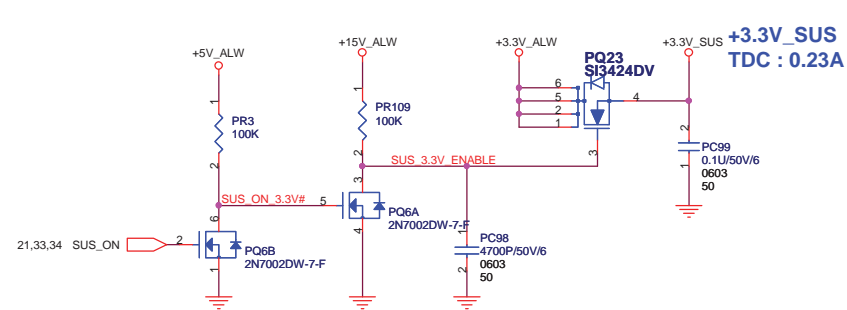 +5V_ALW
+15V_ALW
+3.3V_ALW
+3.3V_SUS
+3.3V_SUS
TDC : 0.23A
PQ23
SI3424DV
6
5
2
1
4
3
1
PR3
100K
2
1
PR109
100K
2
SUS_3.3V_ENABLE
2
PC99
0.1U/50V/6
1
0603
50
SUS_ON_3.3V#
5
3
PQ6A
2N7002DW-7-F
4
21,33,34 SUS_ON
2
6
PQ6B
2N7002DW-7-F
1
1
PC98
4700P/50V/6
2
0603
50